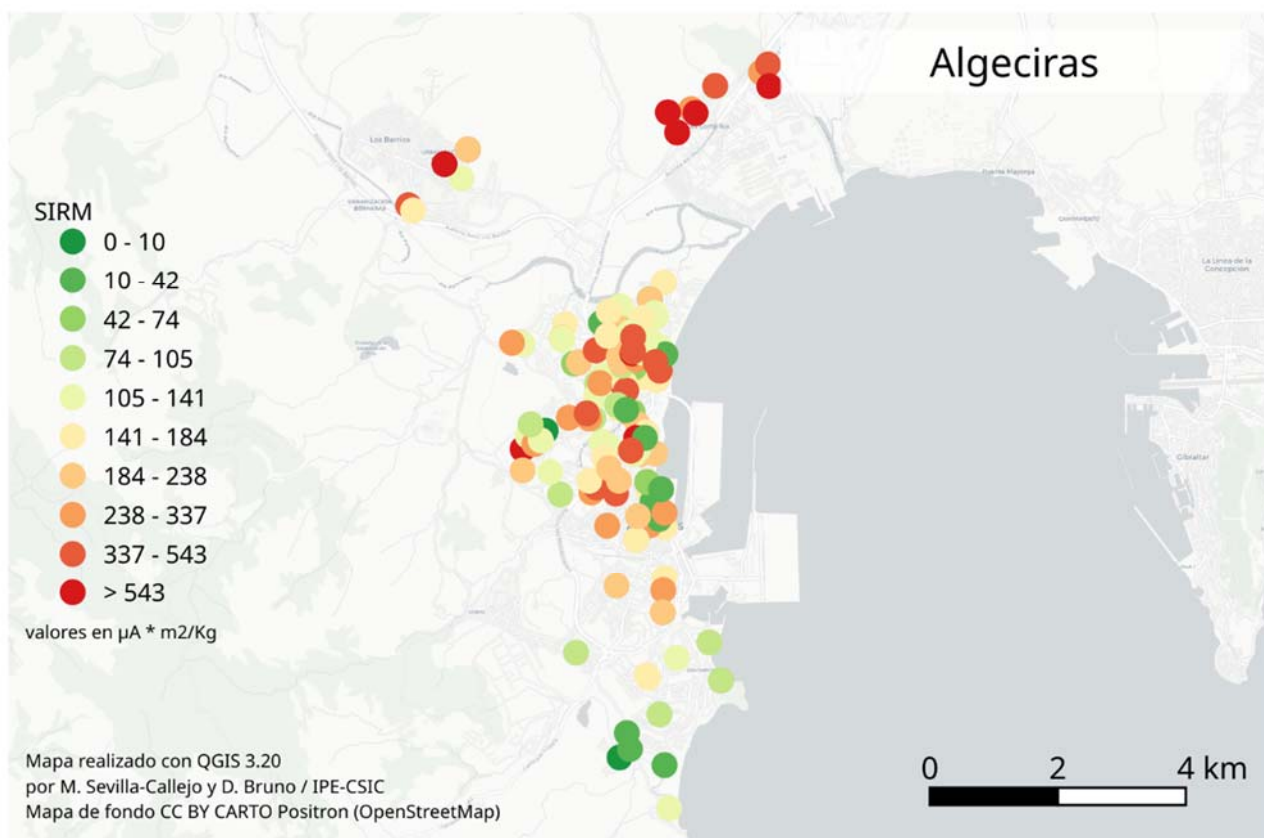 Algeciras
Los Barrios
SIRM
0 - 10
10 - 42
42 - 74
74 - 105
105 - 141
141 - 184
184 - 238
238 - 337
337 - 543
> 543
valores en µA * m2/Kg
La Línea de la
Concepción
Gibraltar
Mapa realizado con QGIS 3.20
por M. Sevilla-Callejo y D. Bruno / IPE-CSIC
Mapa de fondo CC BY CARTO Positron (OpenStreetMap)
0 2 4 km